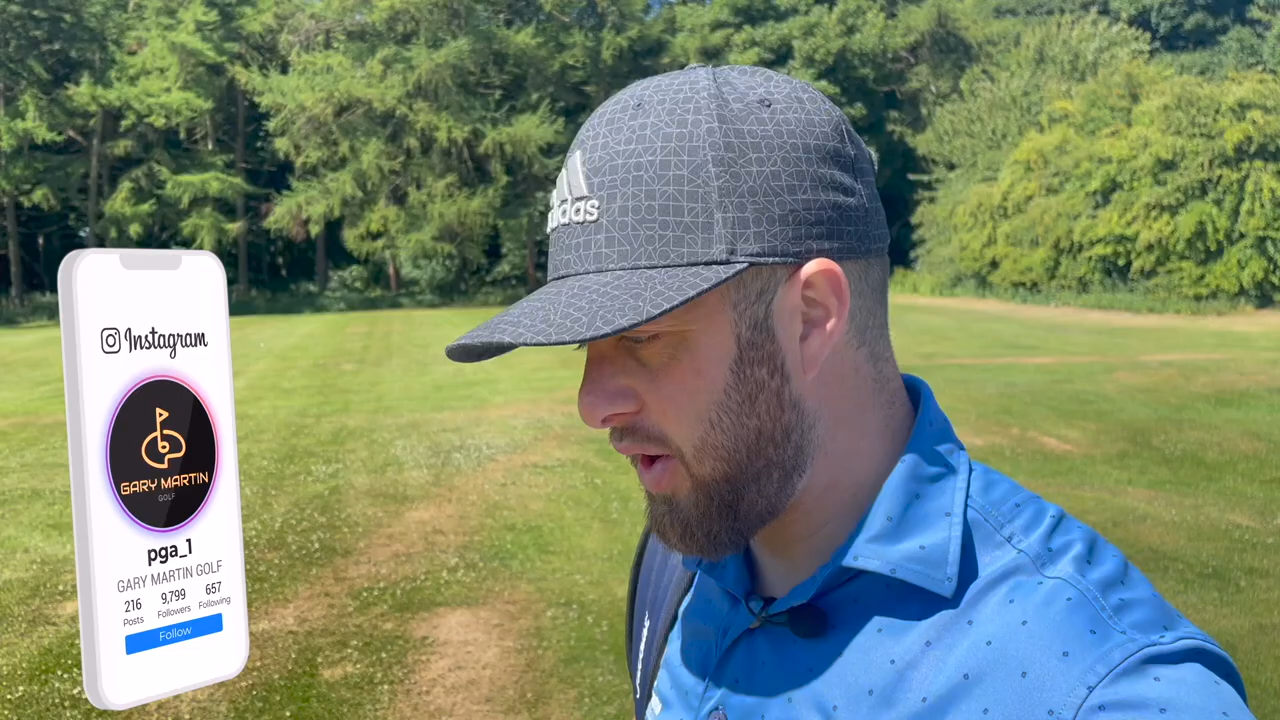 Instagram
GARY MARTIN
GOLF
pga_1
GARY MARTIN GOLF
216 9,799 657
Posts Followers Following
Follow
adidas